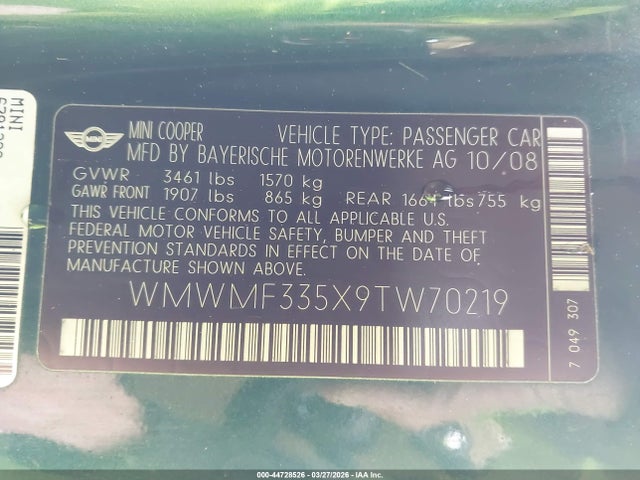 MINI
MINI COOPER VEHICLE TYPE: PASSENGER CAR
MFD BY BAYERISCHE MOTORENWERKE AG 10/08
GVWR 3461 lbs 1570 kg
GAWR FRONT 1907 lbs 865 kg REAR 1664 lbs 755 kg
THIS VEHICLE CONFORMS TO ALL APPLICABLE U.S.
FEDERAL MOTOR VEHICLE SAFETY, BUMPER AND THEFT
PREVENTION STANDARDS IN EFFECT ON THE DATE OF
MANUFACTURE SHOWN ABOVE.
WMWMF335X9TW70219
7 049 307
MINI
000-44728526 - 03/27/2026 - IAA Inc.